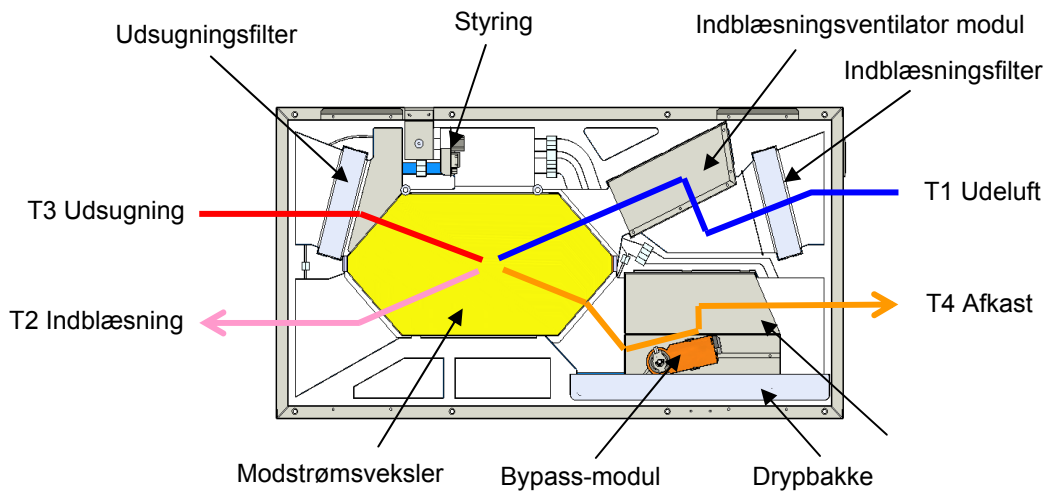 Udsugningsfilter
Styring
Indblæsningsventilator modul
Indblæsningsfilter
T3 Udsugning
T1 Udeluft
T2 Indblæsning
T4 Afkast
Modstrømsveksler
Bypass-modul
Drypbakke